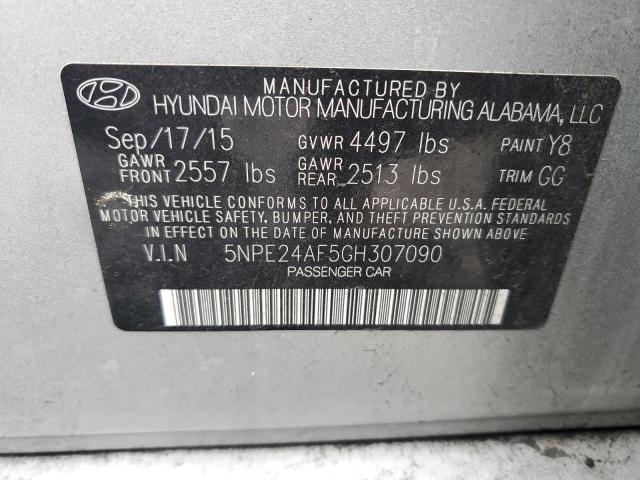 MANUFACTURED BY
HYUNDAI MOTOR MANUFACTURING ALABAMA, LLC
Sep/17/15 GVWR 4497 lbs PAINT Y8
GAWR FRONT 2557 lbs GAWR REAR 2513 lbs TRIM GG
THIS VEHICLE CONFORMS TO ALL APPLICABLE U.S.A. FEDERAL
MOTOR VEHICLE SAFETY, BUMPER, AND THEFT PREVENTION STANDARDS
IN EFFECT ON THE DATE OF MANUFACTURE SHOWN ABOVE.
V.I.N 5NPE24AF5GH307090
PASSENGER CAR